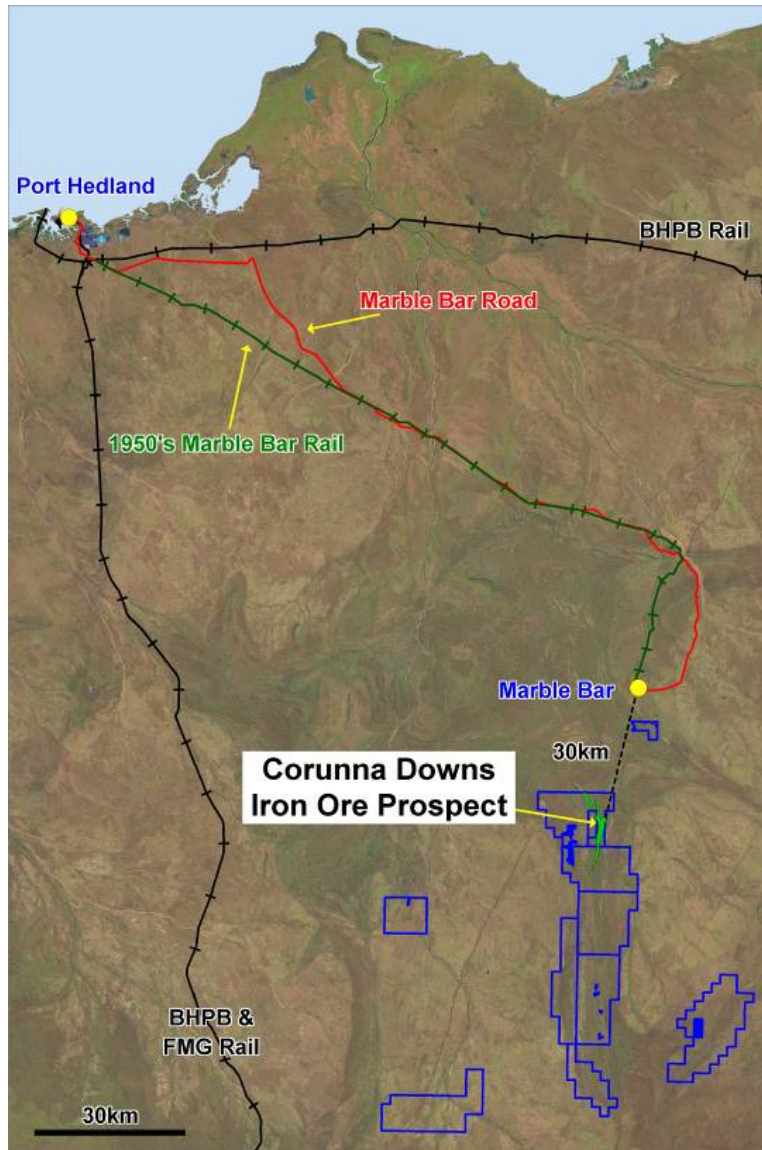 Port Hedland
BHPB Rail
Marble Bar Road
1950's Marble Bar Rail
Marble Bar
30km
Corunna Downs
Iron Ore Prospect
BHPB &
FMG Rail
30km